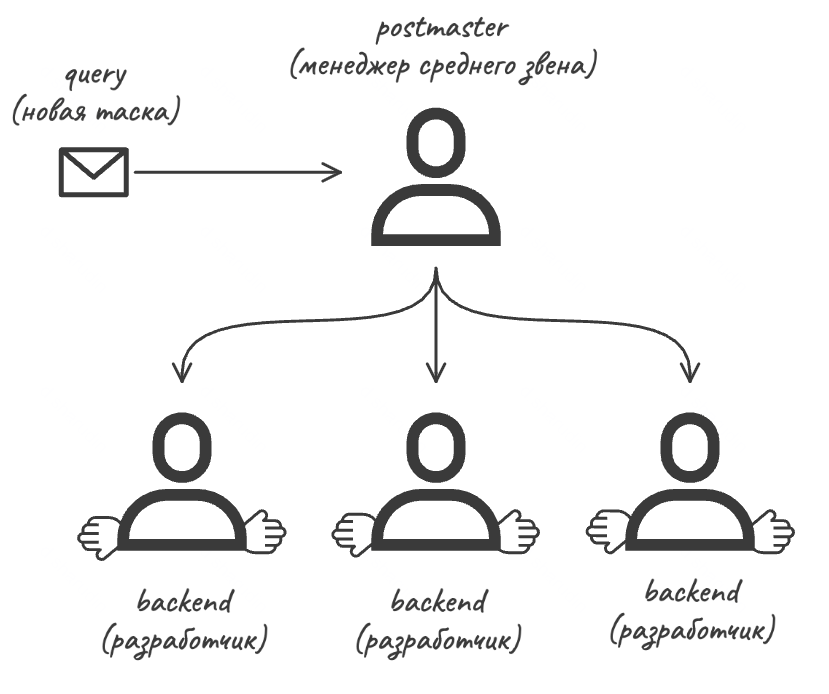 postmaster
(менеджер среднего звена)
query
(новая таска)
backend
(разработчик)
backend
(разработчик)
backend
(разработчик)